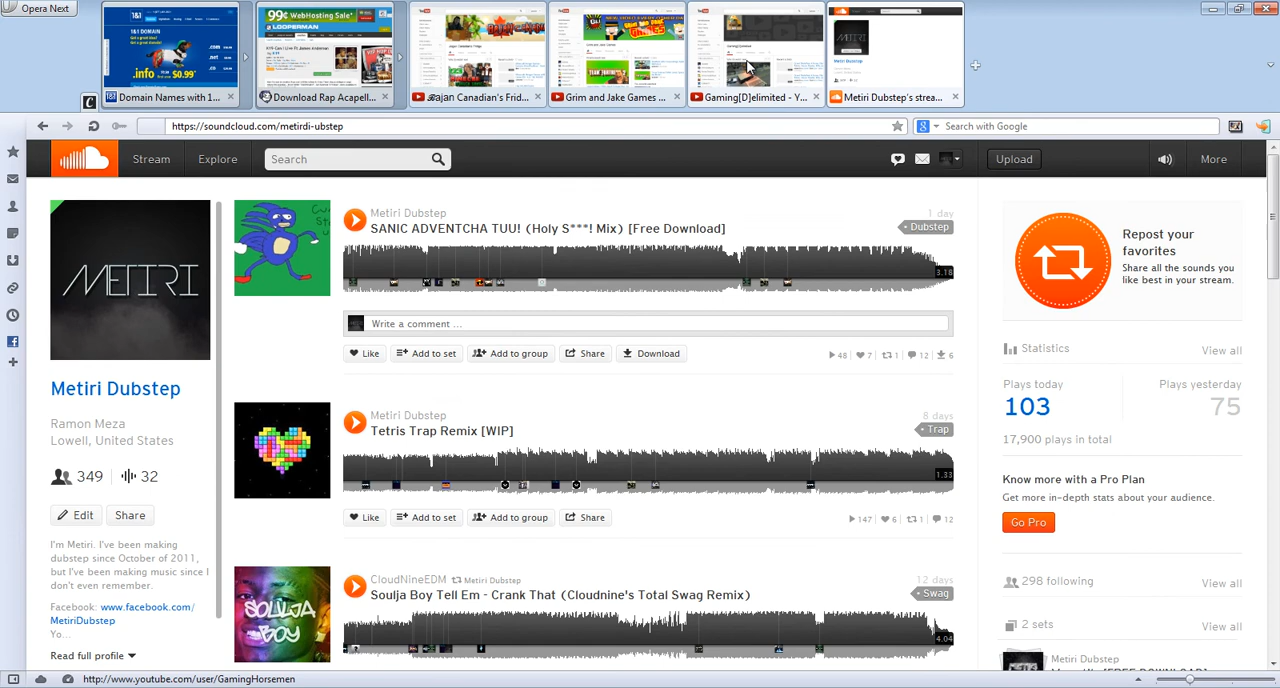 Opera Next
Domain Names with 1...
Download Rap Acapell...
Bajan Canadian's Frid...
Grim and Jake Games ...
Gaming[D]elimited - Y...
Metiri Dubstep's strea...
https://soundcloud.com/metirdi-ubstep
Search with Google
Stream
Explore
Search
Upload
More
METIRI
Metiri Dubstep
Ramon Meza
Lowell, United States
349
32
Edit
Share
I'm Metiri. I've been making
dubstep since October of 2011,
but I've been making music since I
don't even remember.
Facebook: www.facebook.com/
MetiriDubstep
Yo...
Read full profile
Metiri Dubstep
1 day
SANIC ADVENTCHA TUU! (Holy S***! Mix) [Free Download]
Dubstep
3.18
Write a comment ...
Like
Add to set
Add to group
Share
Download
48
7
1
12
6
Metiri Dubstep
8 days
Tetris Trap Remix [WIP]
Trap
1.33
Like
Add to set
Add to group
Share
147
6
1
12
SOULJA
BOY
CloudNineEDM Metiri Dubstep
12 days
Soulja Boy Tell Em - Crank That (Cloudnine's Total Swag Remix)
Swag
4.04
Repost your
favorites
Share all the sounds you
like best in your stream.
Statistics
View all
Plays today
Plays yesterday
103
75
17,900 plays in total
Know more with a Pro Plan
Get more in-depth stats about your audience.
Go Pro
298 following
View all
2 sets
View all
Metiri Dubstep
http://www.youtube.com/user/GamingHorsemen